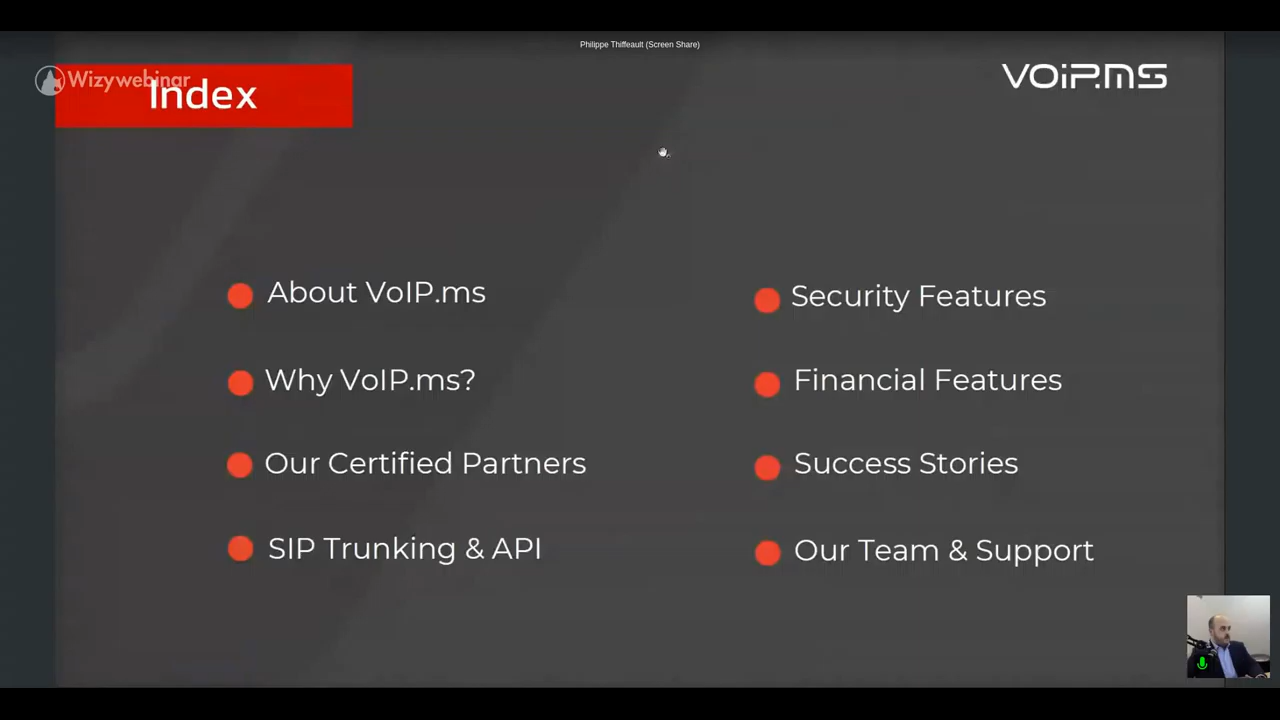 Philippe Thiffeault (Screen Share)
Wizywebinar
Index
VOiP.MS
About VoIP.ms
Why VoIP.ms?
Our Certified Partners
SIP Trunking & API
Security Features
Financial Features
Success Stories
Our Team & Support